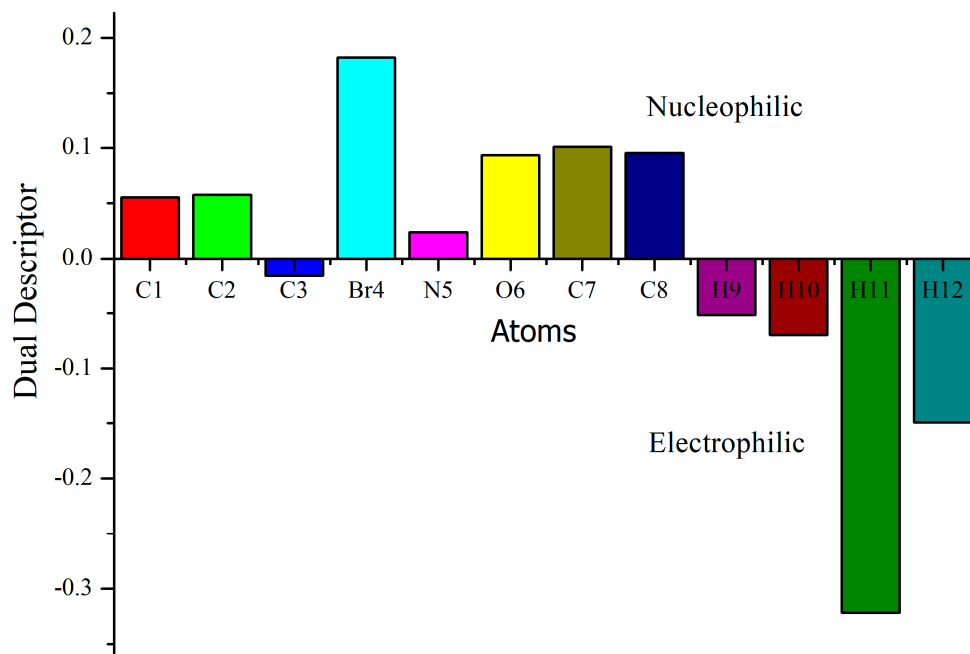 0.2
0.1
0.0
-0.1
-0.2
-0.3
Dual Descriptor
Nucleophilic
C1 C2 C3 Br4 N5 O6 C7 C8 H9 H10 H11 H12
Atoms
Electrophilic